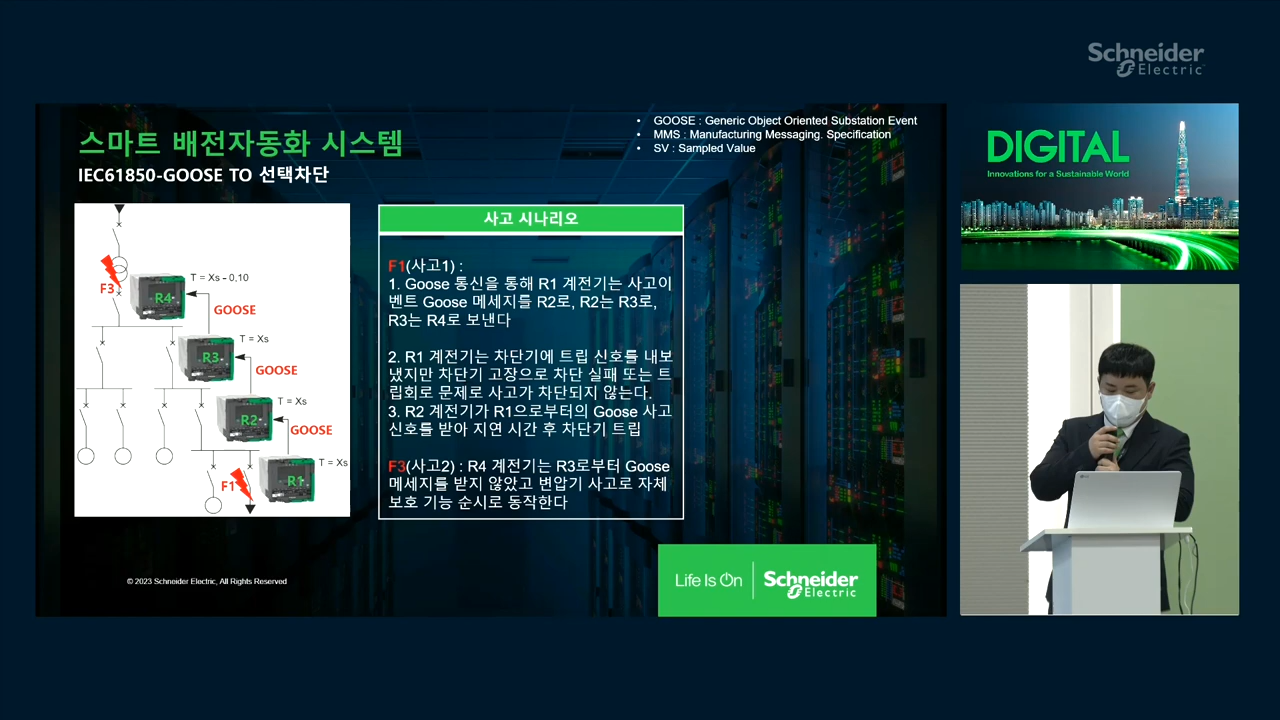 Schneider
Electric
스마트 배전자동화 시스템
IEC61850-GOOSE TO 선택차단
• GOOSE : Generic Object Oriented Substation Event
• MMS : Manufacturing Messaging. Specification
• SV : Sampled Value
F3
R4
T = Xs - 0,10
GOOSE
R3
T = Xs
GOOSE
R2
T = Xs
GOOSE
F1
R1
T = Xs
사고 시나리오
F1(사고1) :
1. Goose 통신을 통해 R1 계전기는 사고이
벤트 Goose 메세지를 R2로, R2는 R3로,
R3는 R4로 보낸다
2. R1 계전기는 차단기에 트립 신호를 내보
냈지만 차단기 고장으로 차단 실패 또는 트
립회로 문제로 사고가 차단되지 않는다.
3. R2 계전기가 R1으로부터의 Goose 사고
신호를 받아 지연 시간 후 차단기 트립
F3(사고2) : R4 계전기는 R3로부터 Goose
메세지를 받지 않았고 변압기 사고로 자체
보호 기능 순시로 동작한다
© 2023 Schneider Electric, All Rights Reserved
Life Is On
Schneider
Electric
DIGITAL
Innovations for a Sustainable World